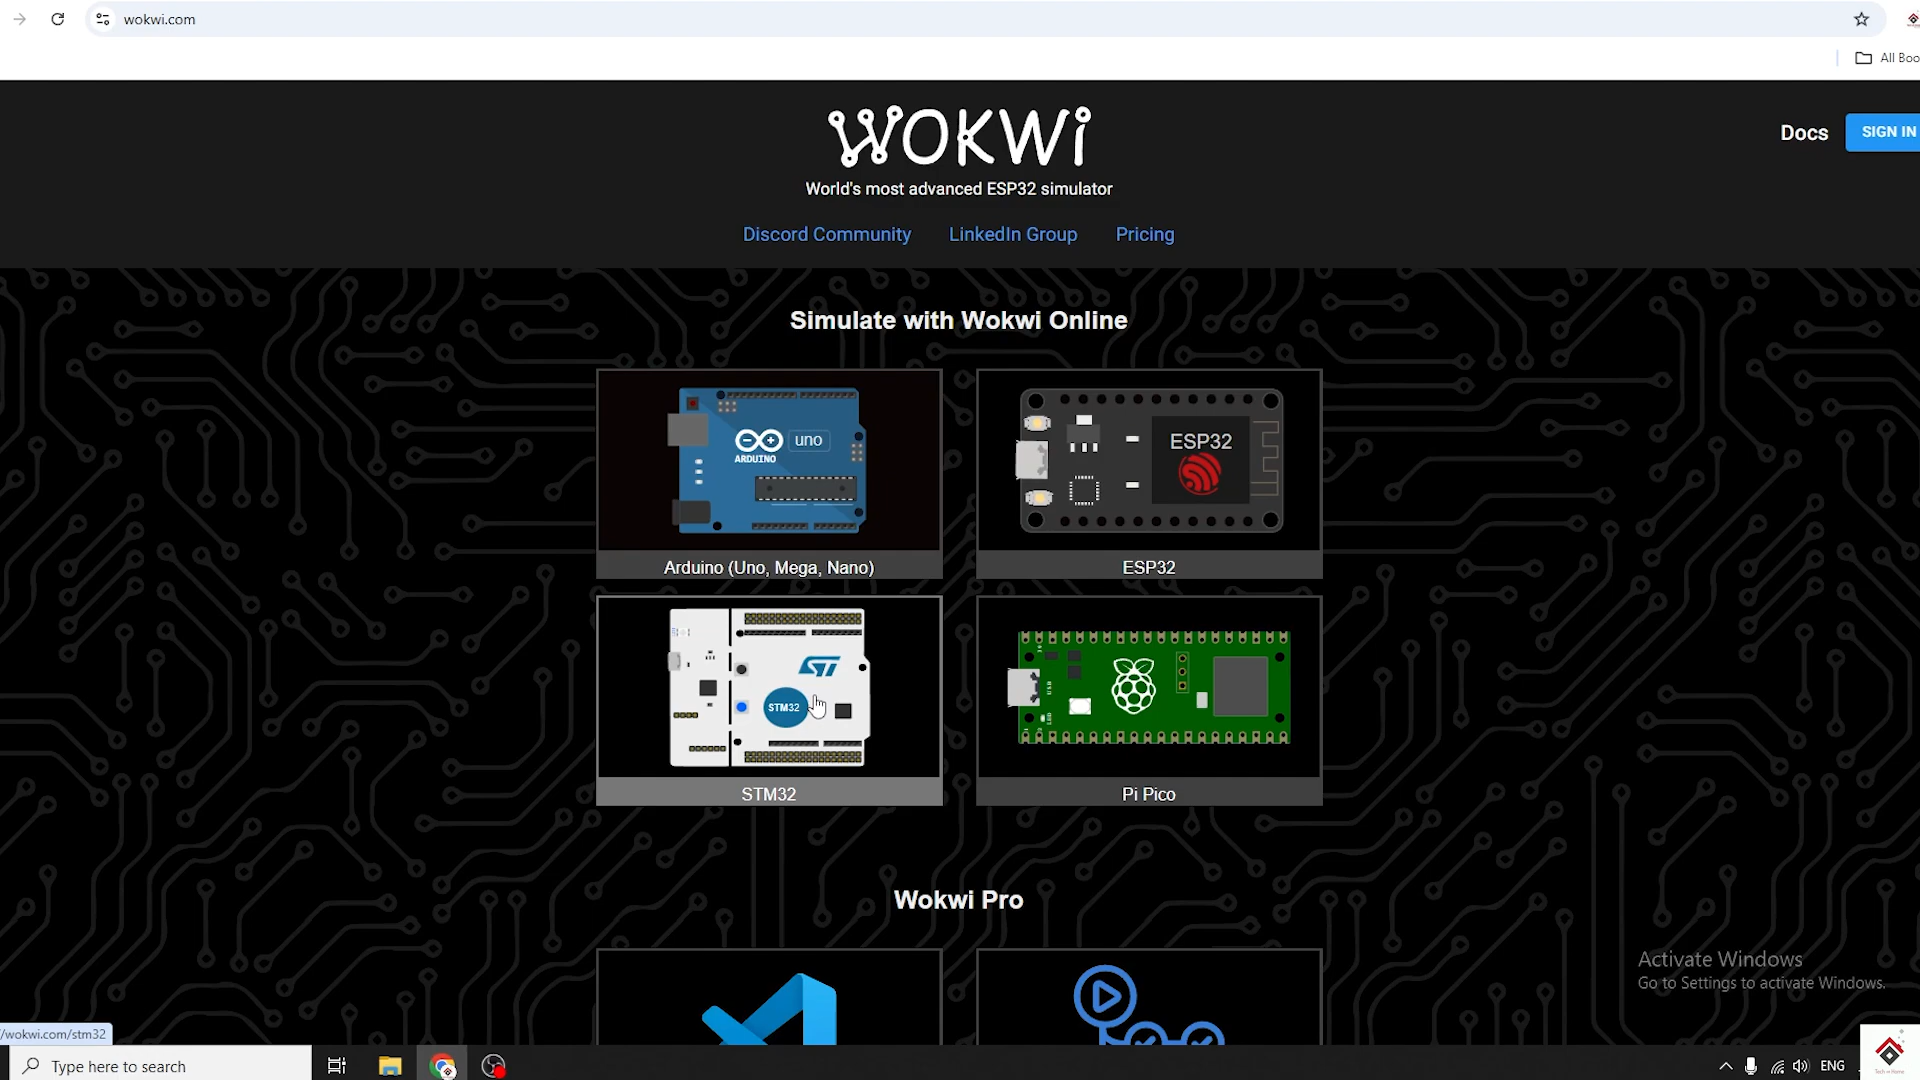 wokwi.com
All Boo
WOKWi
World's most advanced ESP32 simulator
Docs
SIGN IN
Discord Community
LinkedIn Group
Pricing
Simulate with Wokwi Online
uno
ARDUINO
Arduino (Uno, Mega, Nano)
ESP32
ESP32
STM32
STM32
USB
LED
Pi Pico
Wokwi Pro
Activate Windows
Go to Settings to activate Windows.
/wokwi.com/stm32
Type here to search
ENG